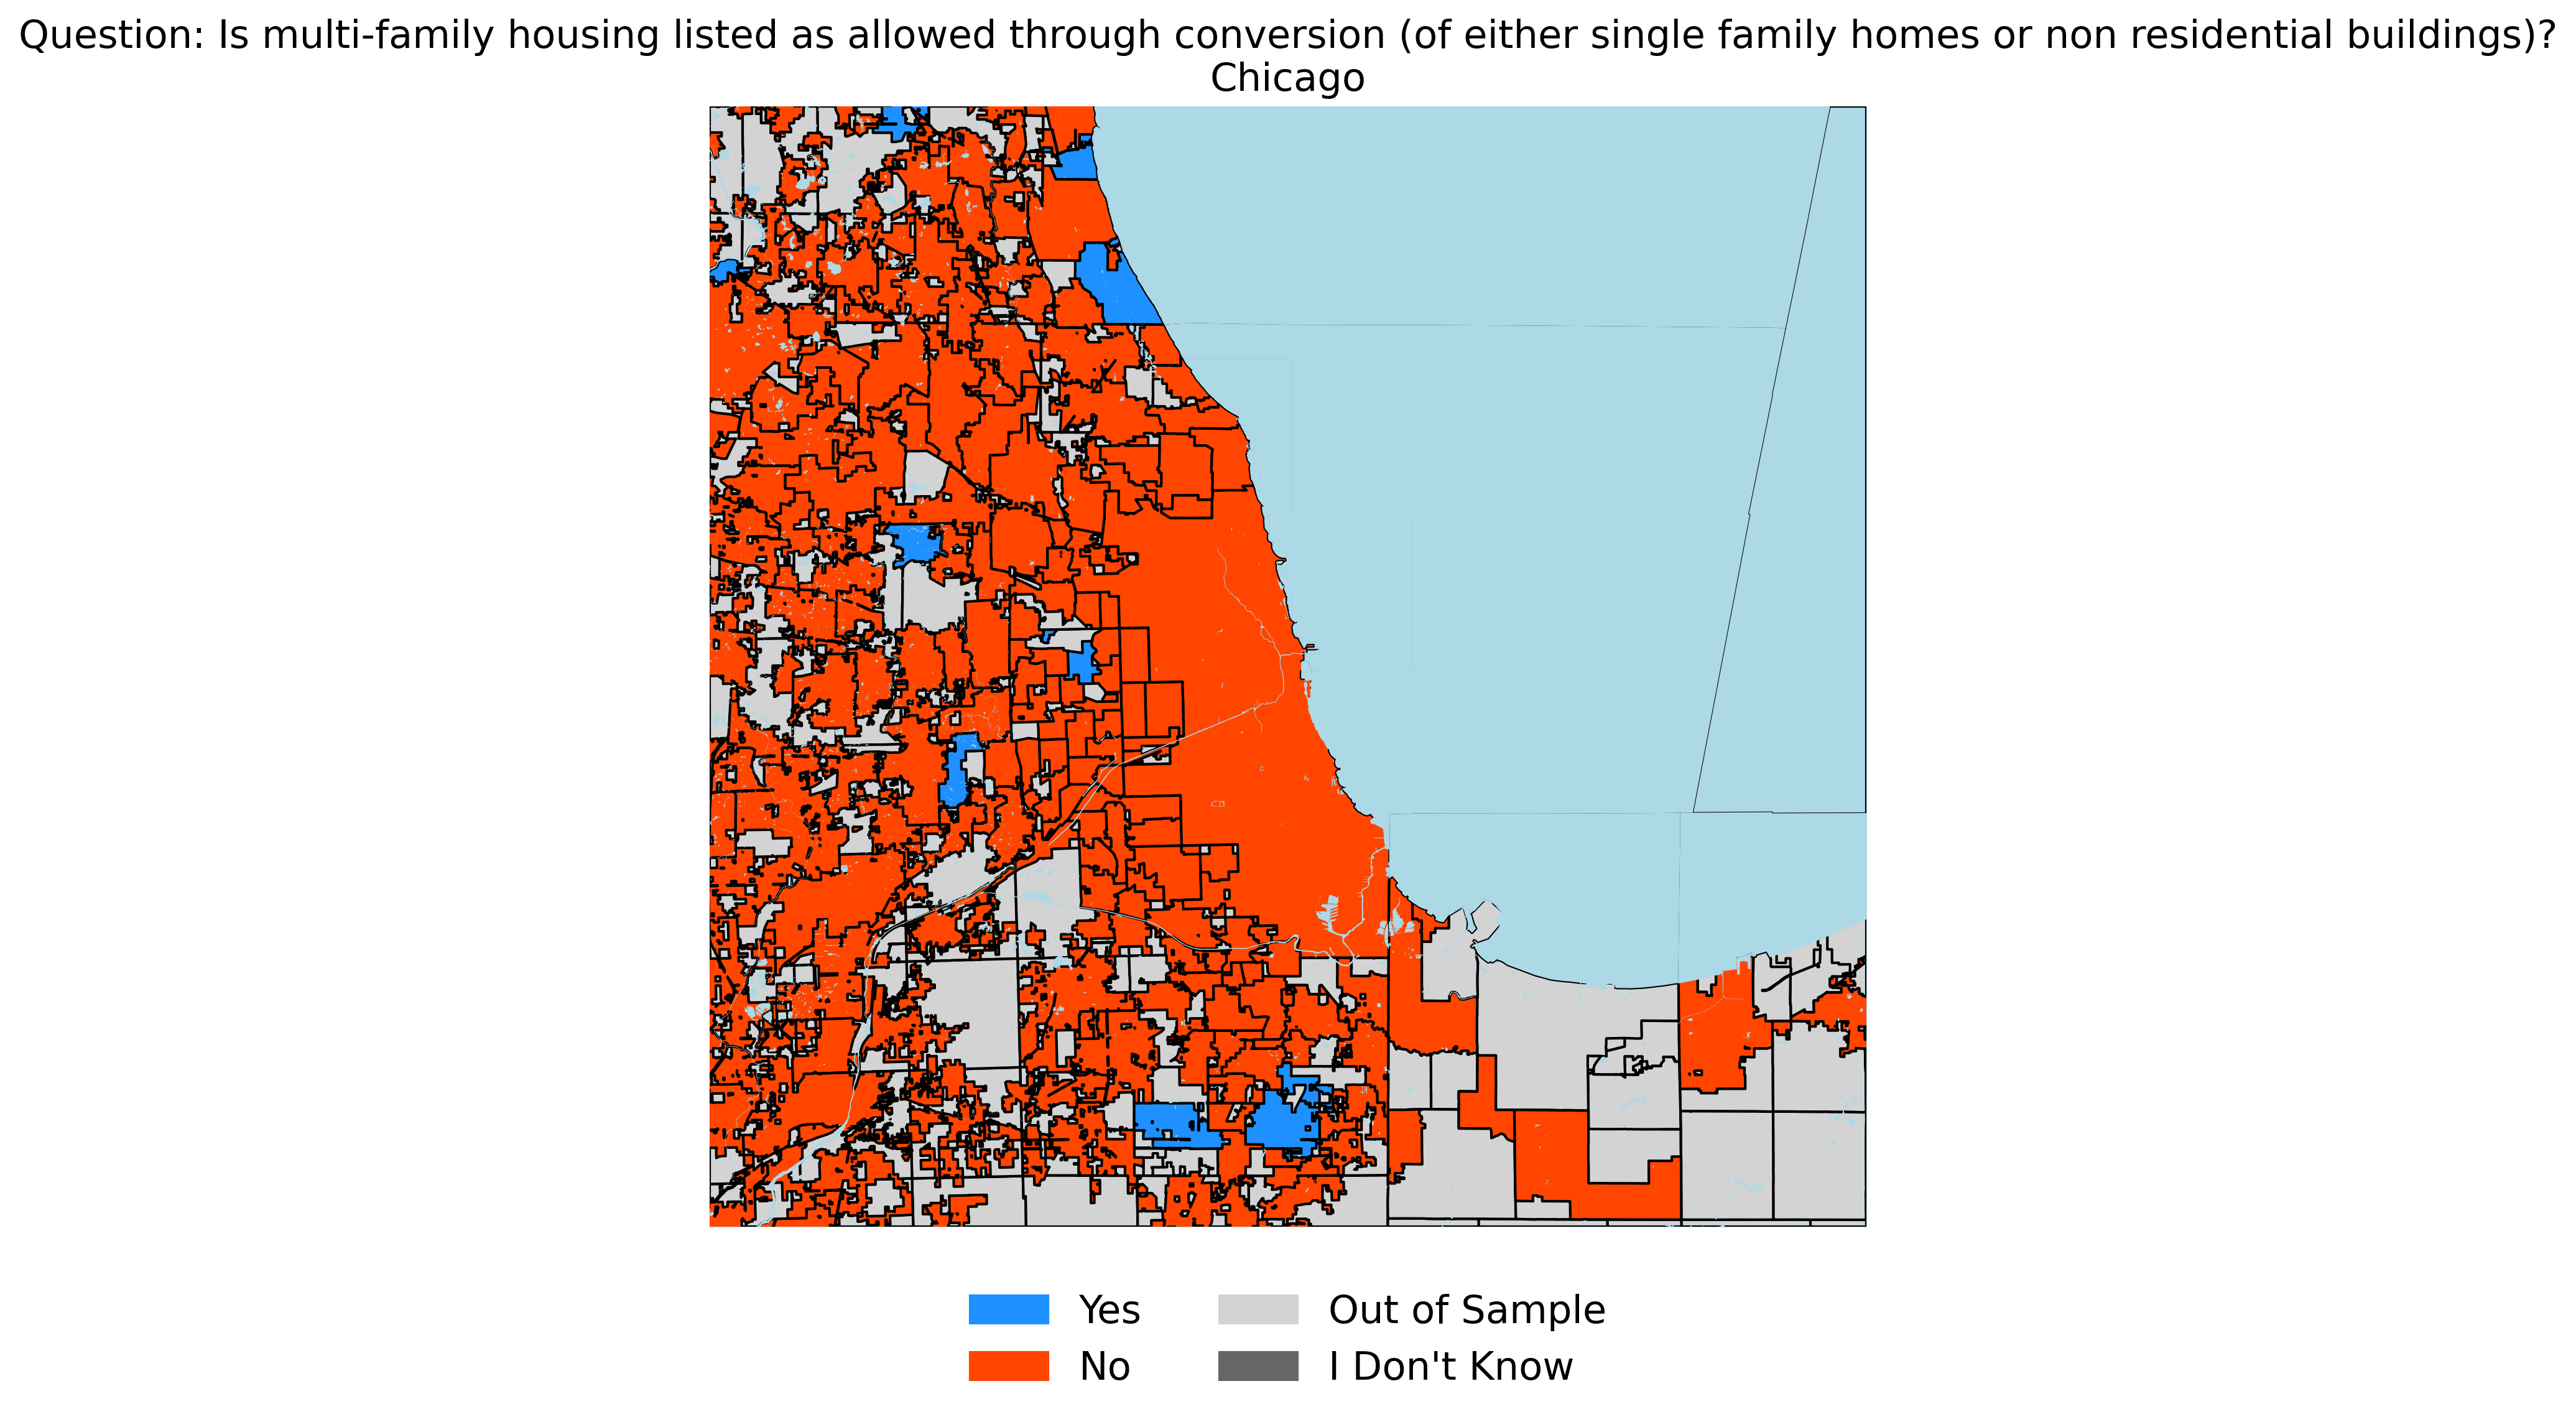 Question: Is multi-family housing listed as allowed through conversion (of either single family homes or non residential buildings)?
Chicago
Yes
No
Out of Sample
I Don't Know